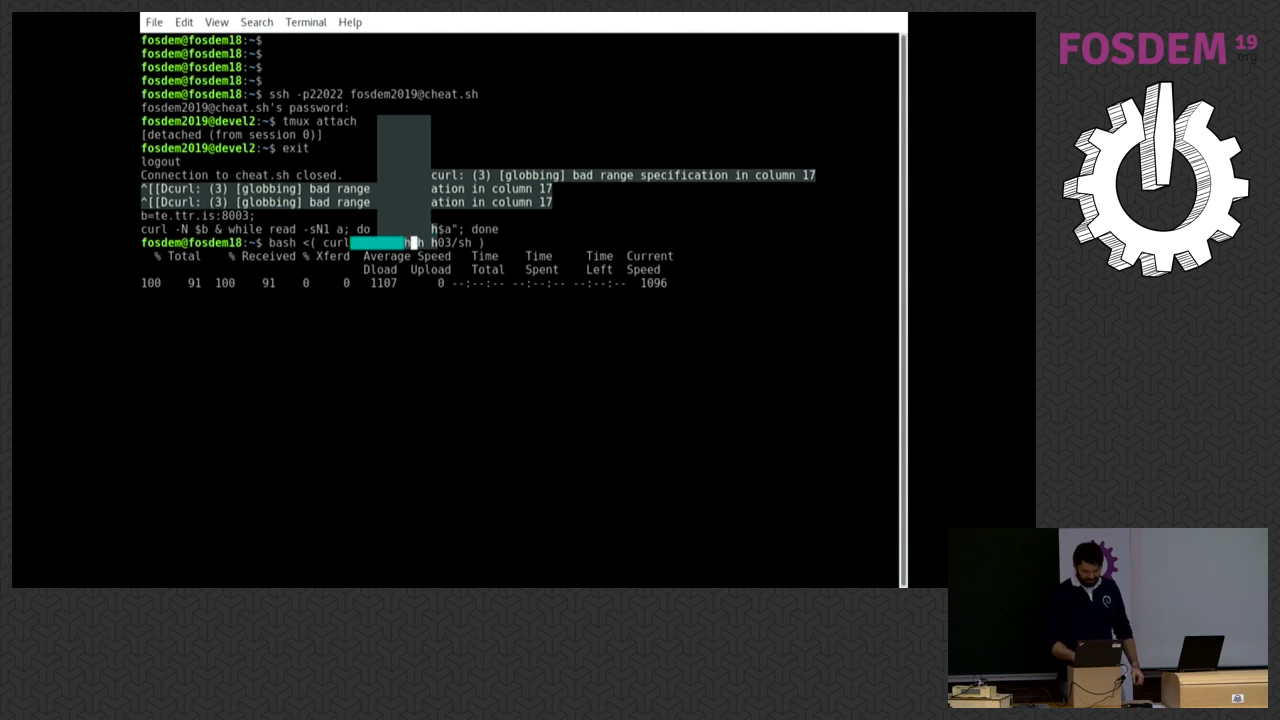 File Edit View Search Terminal Help
FOSDEM 19
.org
fosdem@fosdem18:~$
fosdem@fosdem18:~$
fosdem@fosdem18:~$
fosdem@fosdem18:~$
fosdem@fosdem18:~$ ssh -p22022 fosdem2019@cheat.sh
fosdem2019@cheat.sh's password:
fosdem2019@devel2:~$ tmux attach
[detached (from session 0)]
fosdem2019@devel2:~$ exit
logout
Connection to cheat.sh closed. curl: (3) [globbing] bad range specification in column 17
^[[Dcurl: (3) [globbing] bad range ation in column 17
^[[Dcurl: (3) [globbing] bad range ation in column 17
b=te.ttr.is:8003;
curl -N $b & while read -sN1 a; do h$a"; done
fosdem@fosdem18:~$ bash <( curl h h h03/sh )
% Total % Received % Xferd Average Speed Time Time Time Current
Dload Upload Total Spent Left Speed
100 91 100 91 0 0 1107 0 --:--:-- --:--:-- --:--:-- 1096